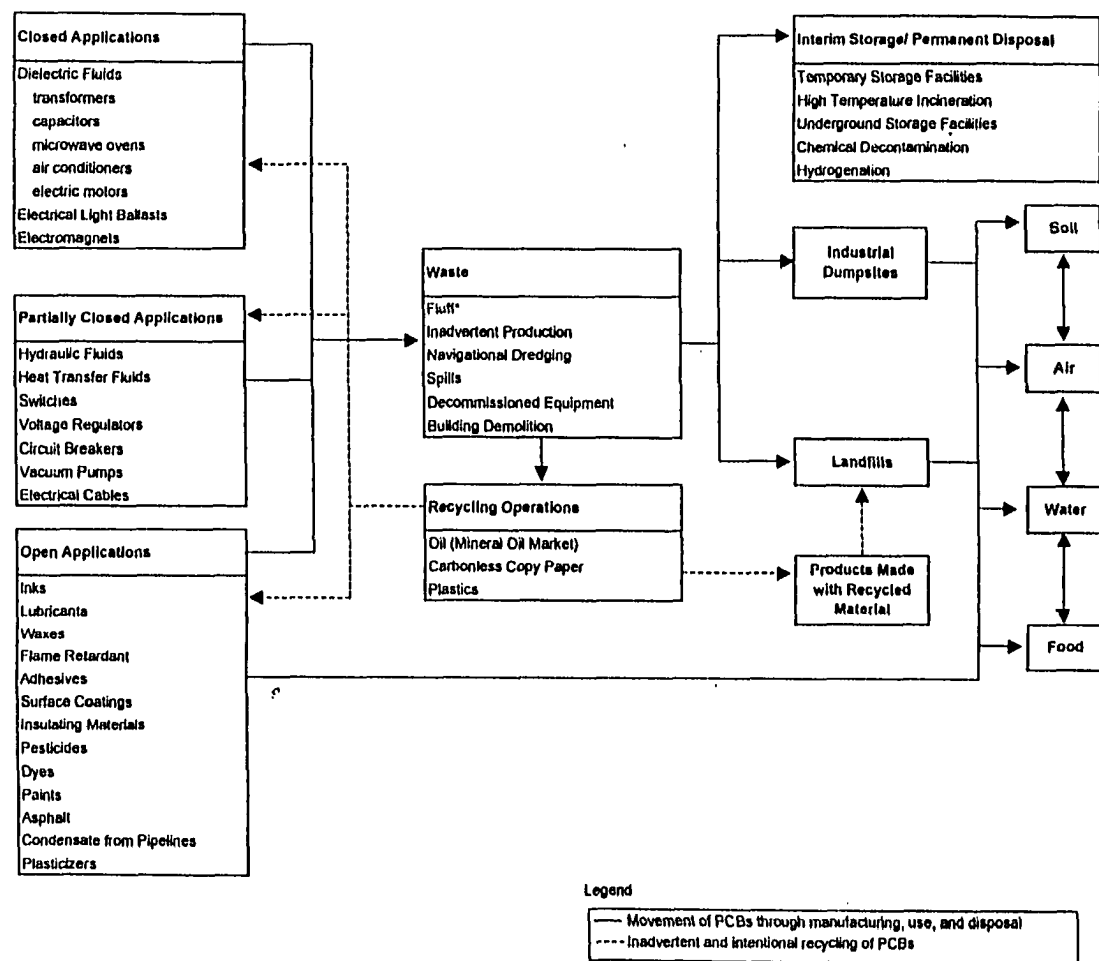 Closed Applications
Dielectric Fluids
transformers
capacitors
microwave ovens
air conditioners
electric motors
Electrical Light Ballasts
Electromagnets
Partially Closed Applications
Hydraulic Fluids
Heat Transfer Fluids
Switches
Voltage Regulators
Circuit Breakers
Vacuum Pumps
Electrical Cables
Open Applications
Inks
Lubricants
Waxes
Flame Retardant
Adhesives
Surface Coatings
Insulating Materials
Pesticides
Dyes
Paints
Asphalt
Condensate from Pipelines
Plasticizers
Waste
Fluff*
Inadvertent Production
Navigational Dredging
Spills
Decommissioned Equipment
Building Demolition
Recycling Operations
Oil (Mineral Oil Market)
Carbonless Copy Paper
Plastics
Interim Storage/ Permanent Disposal
Temporary Storage Facilities
High Temperature Incineration
Underground Storage Facilities
Chemical Decontamination
Hydrogenation
Industrial
Dumpsites
Landfills
Products Made
with Recycled
Material
Soil
Air
Water
Food
Legend
Movement of PCBs through manufacturing, use, and disposal
Inadvertent and intentional recycling of PCBs